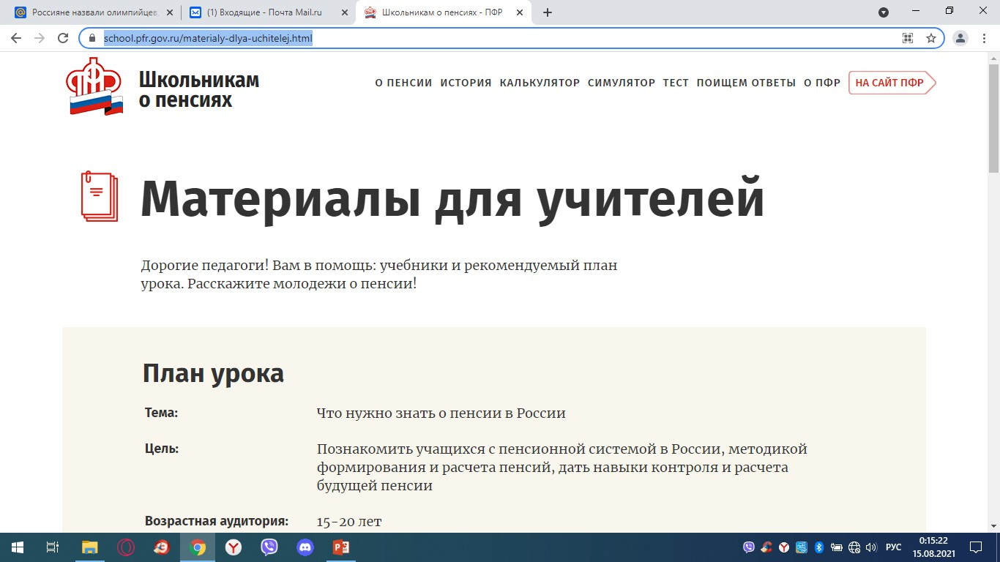 Россияне назвали олимпийцев,
(1) Входящие - Почта Mail.ru
Школьникам о пенсиях - ПФР
school.pfr.gov.ru/materialy-dlya-uchitelej.html
Школьникам
о пенсиях
О ПЕНСИИ ИСТОРИЯ КАЛЬКУЛЯТОР СИМУЛЯТОР ТЕСТ ПОИЩЕМ ОТВЕТЫ О ПФР НА САЙТ ПФР
Материалы для учителей
Дорогие педагоги! Вам в помощь: учебники и рекомендуемый план
урока. Расскажите молодежи о пенсии!
План урока
Тема: Что нужно знать о пенсии в России
Цель: Познакомить учащихся с пенсионной системой в России, методикой
формирования и расчета пенсий, дать навыки контроля и расчета
будущей пенсии
Возрастная аудитория: 15-20 лет
РУС
0:15:22
15.08.2021